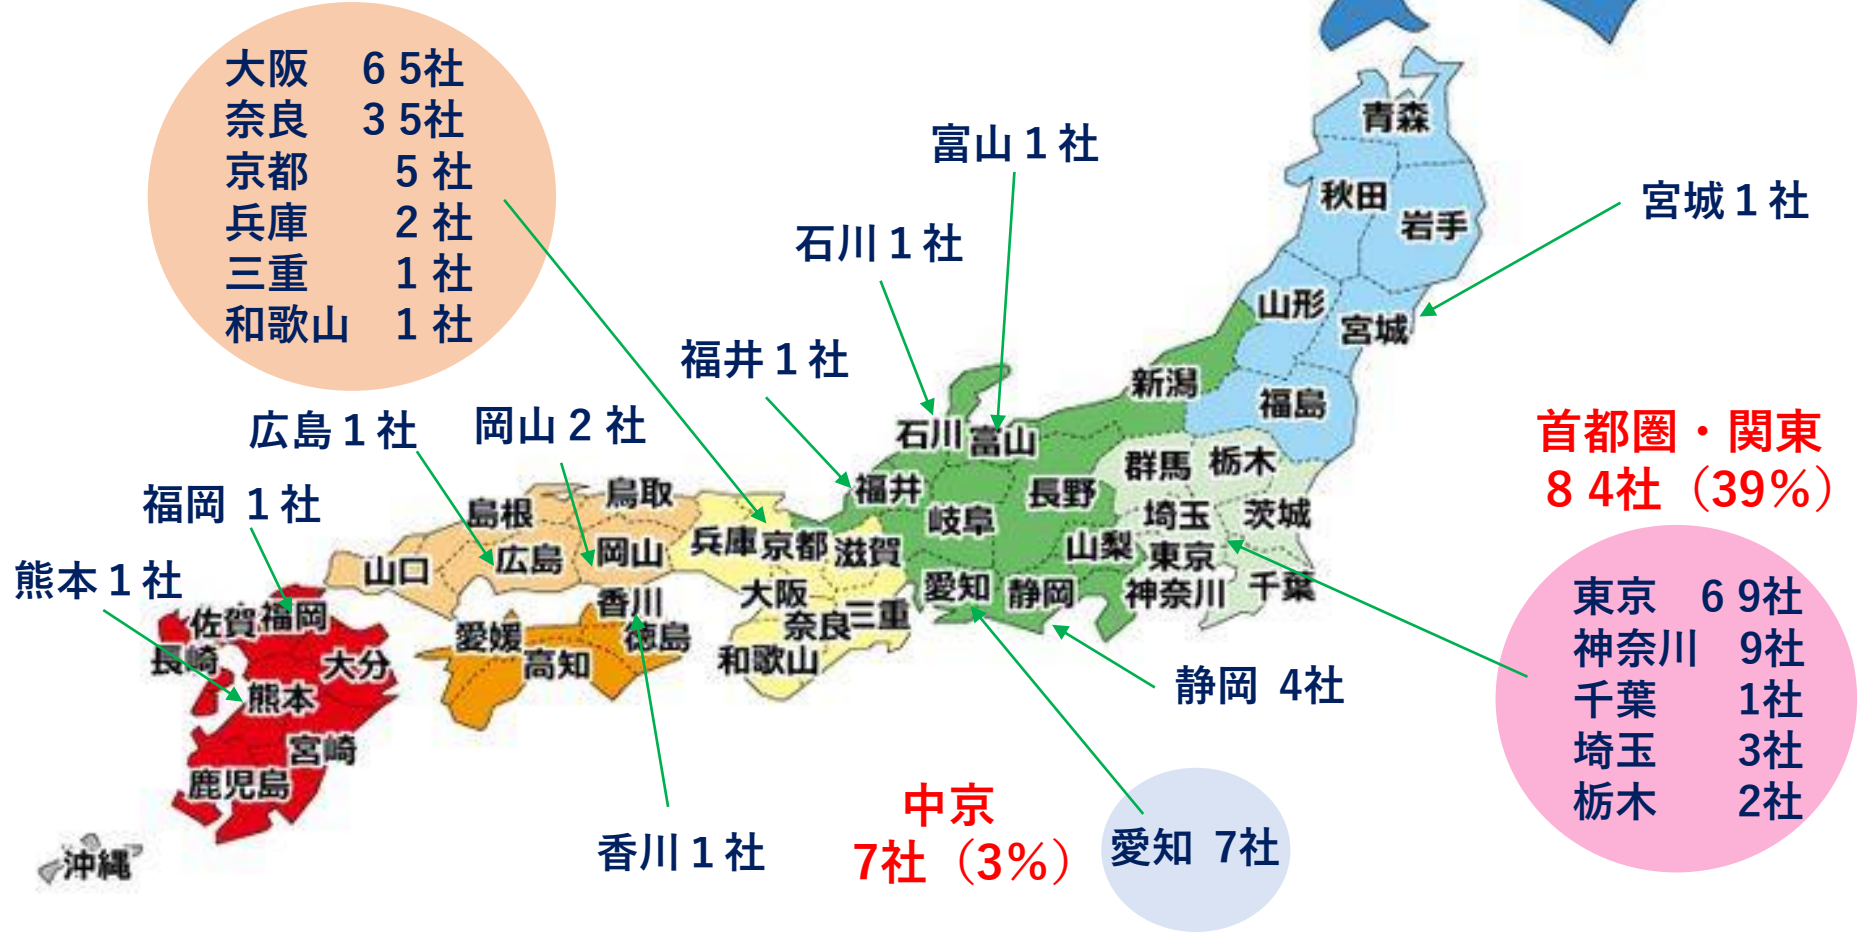 大阪 65社
奈良 35社
京都 5社
兵庫 2社
三重 1社
和歌山 1社
富山1社
石川1社
福井1社
宮城1社
広島1社
岡山2社
福岡 1社
熊本1社
首都圏・関東
84社（39%）
東京 69社
神奈川 9社
千葉 1社
埼玉 3社
栃木 2社
静岡 4社
愛知 7社
中京
7社（3%）
香川1社
青森
秋田
岩手
山形
宮城
新潟
福島
石川
富山
群馬
栃木
福井
長野
岐阜
埼玉
茨城
山梨
東京
愛知
静岡
神奈川
千葉
鳥取
島根
兵庫
京都
滋賀
岡山
広島
山口
大阪
三重
奈良
和歌山
香川
徳島
愛媛
高知
福岡
佐賀
長崎
大分
熊本
宮崎
鹿児島
沖縄